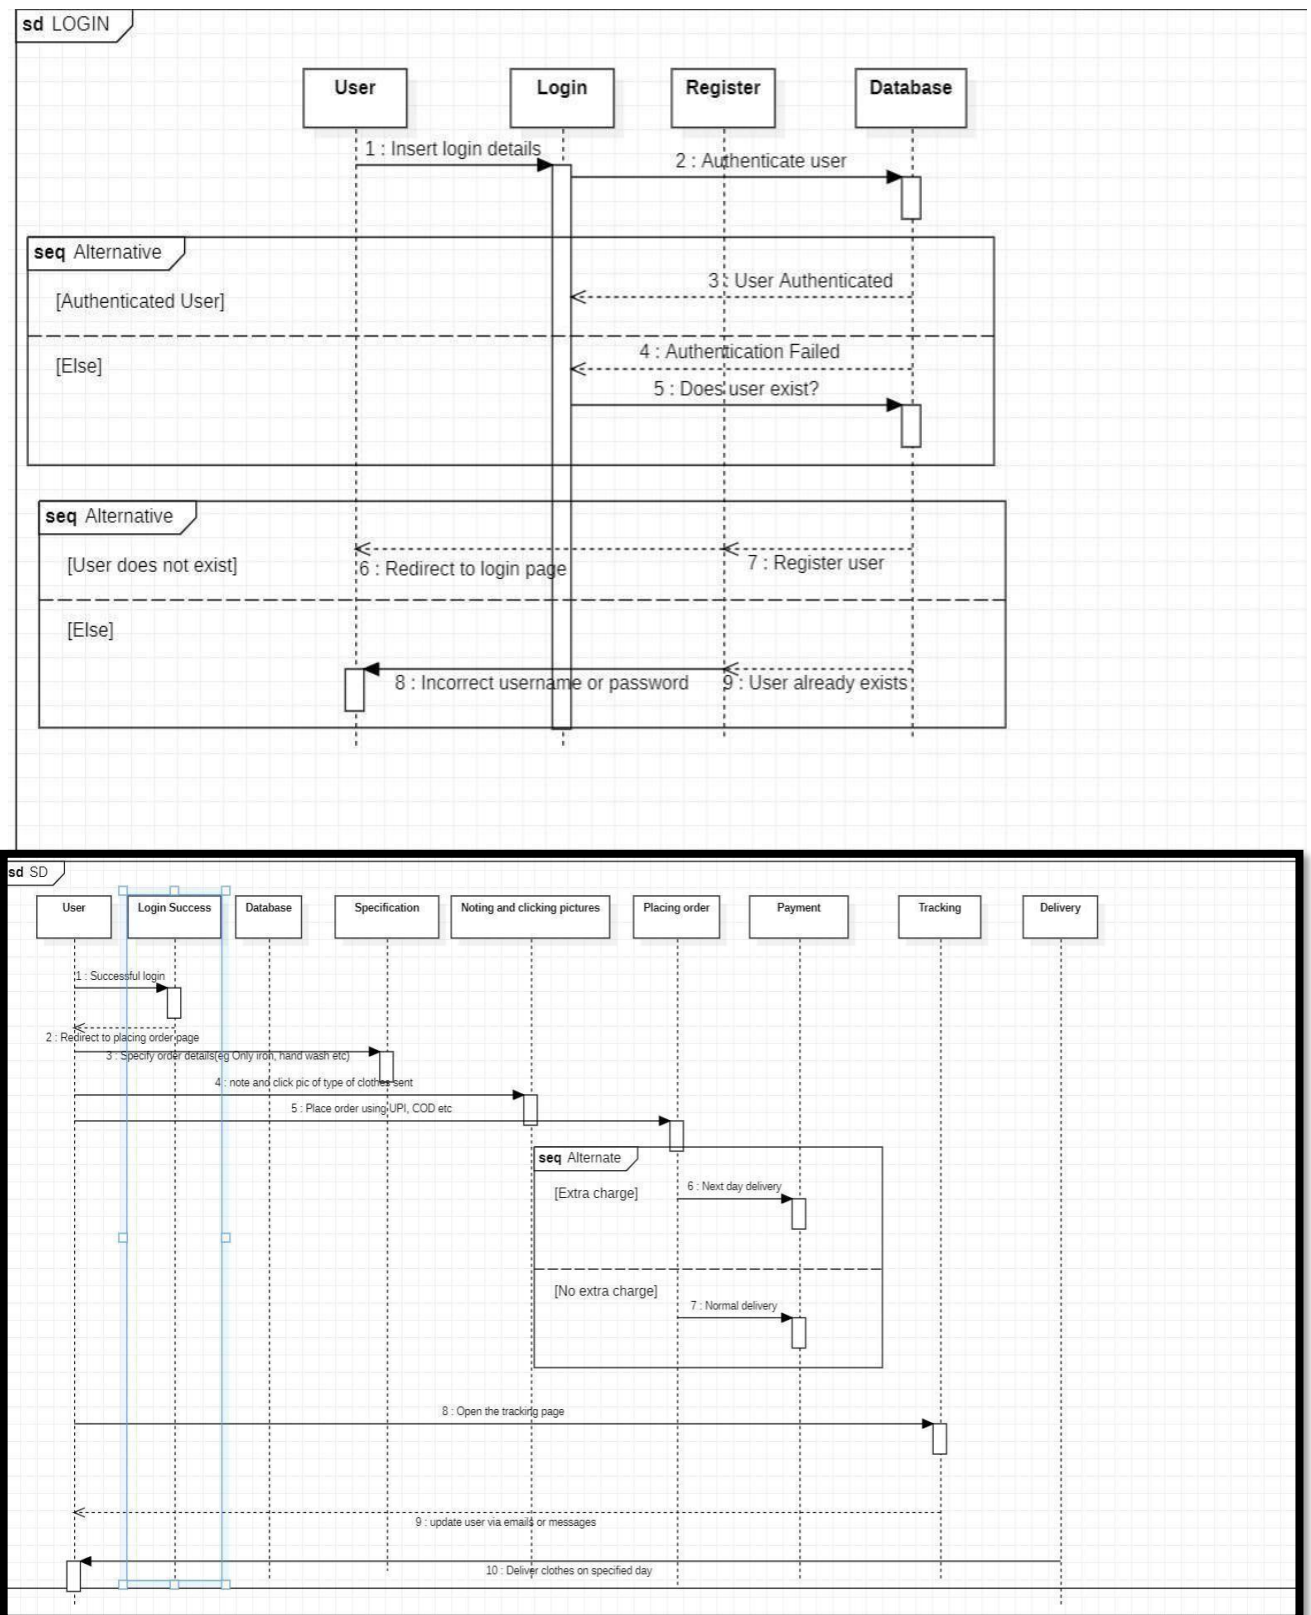 sd LOGIN
User
Login
Register
Database
1 : Insert login details
2 : Authenticate user
seq Alternative
3 : User Authenticated
[Authenticated User]
4 : Authentication Failed
[Else]
5 : Does user exist?
seq Alternative
[User does not exist]
6 : Redirect to login page
7 : Register user
[Else]
8 : Incorrect username or password
9 : User already exists
sd SD
User
Login Success
Database
Specification
Noting and clicking pictures
Placing order
Payment
Tracking
Delivery
1 : Successful login
2 : Redirect to placing order page
3 : Specify order details(eg Only iron, hand wash etc)
4 : note and click pic of type of clothes sent
5 : Place order using UPI, COD etc
seq Alternate
[Extra charge]
6 : Next day delivery
[No extra charge]
7 : Normal delivery
8 : Open the tracking page
9 : update user via emails or messages
10 : Deliver clothes on specified day